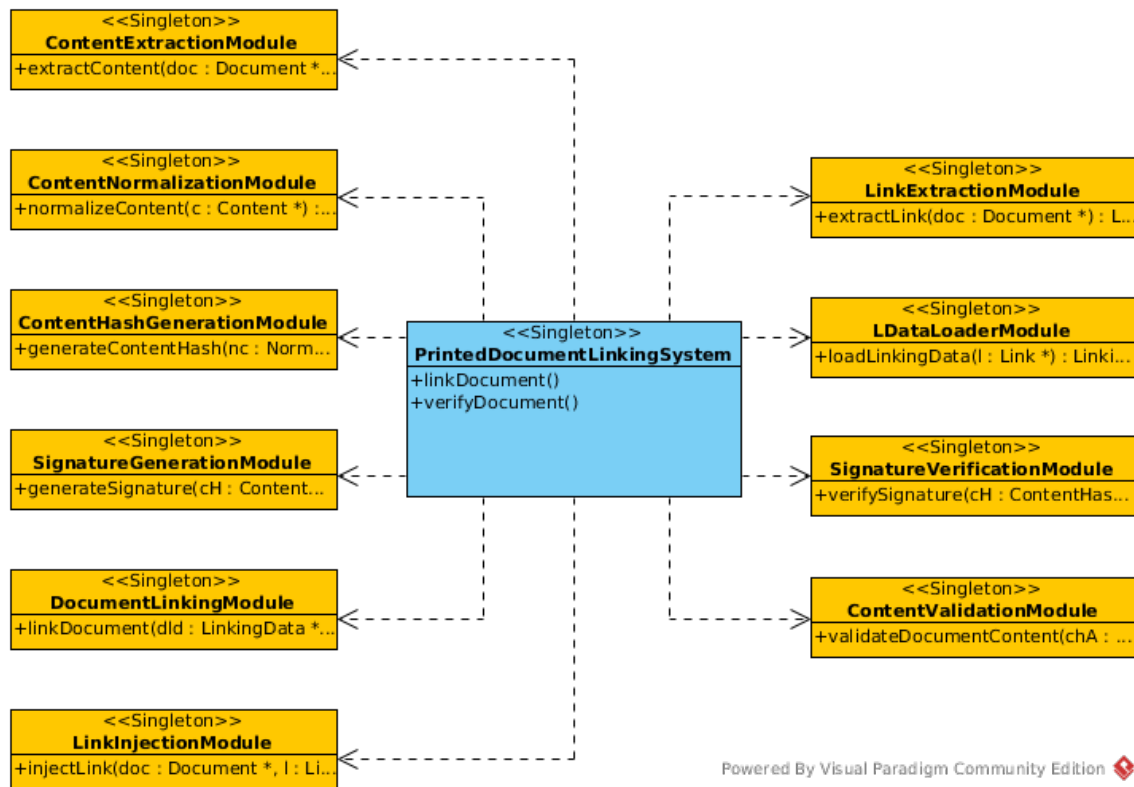 <<Singleton>>
ContentExtractionModule
+extractContent(doc : Document *...
<<Singleton>>
ContentNormalizationModule
+normalizeContent(c : Content *) :...
<<Singleton>>
ContentHashGenerationModule
+generateContentHash(nc : Norm...
<<Singleton>>
SignatureGenerationModule
+generateSignature(cH : Content...
<<Singleton>>
DocumentLinkingModule
+linkDocument(dld : LinkingData *...
<<Singleton>>
LinkInjectionModule
+injectLink(doc : Document *, l : Li...
<<Singleton>>
PrintedDocumentLinkingSystem
+linkDocument()
+verifyDocument()
<<Singleton>>
LinkExtractionModule
+extractLink(doc : Document *) : L...
<<Singleton>>
LDataLoaderModule
+loadLinkingData(l : Link *) : Linki...
<<Singleton>>
SignatureVerificationModule
+verifySignature(cH : ContentHas...
<<Singleton>>
ContentValidationModule
+validateDocumentContent(chA : ...
Powered By Visual Paradigm Community Edition